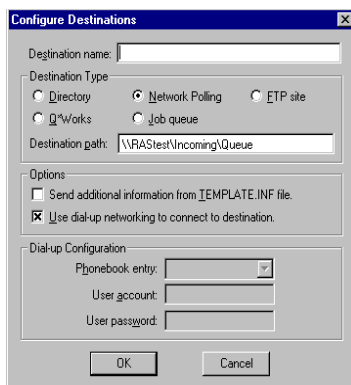 Configure Destinations
Destination name:
Destination Type
Directory
Network Polling
FTP site
Q*Works
Job queue
Destination path: \\RAStest\Incoming\Queue
Options
Send additional information from TEMPLATE.INF file.
Use dial-up networking to connect to destination.
Dial-up Configuration
Phonebook entry:
User account:
User password:
OK
Cancel